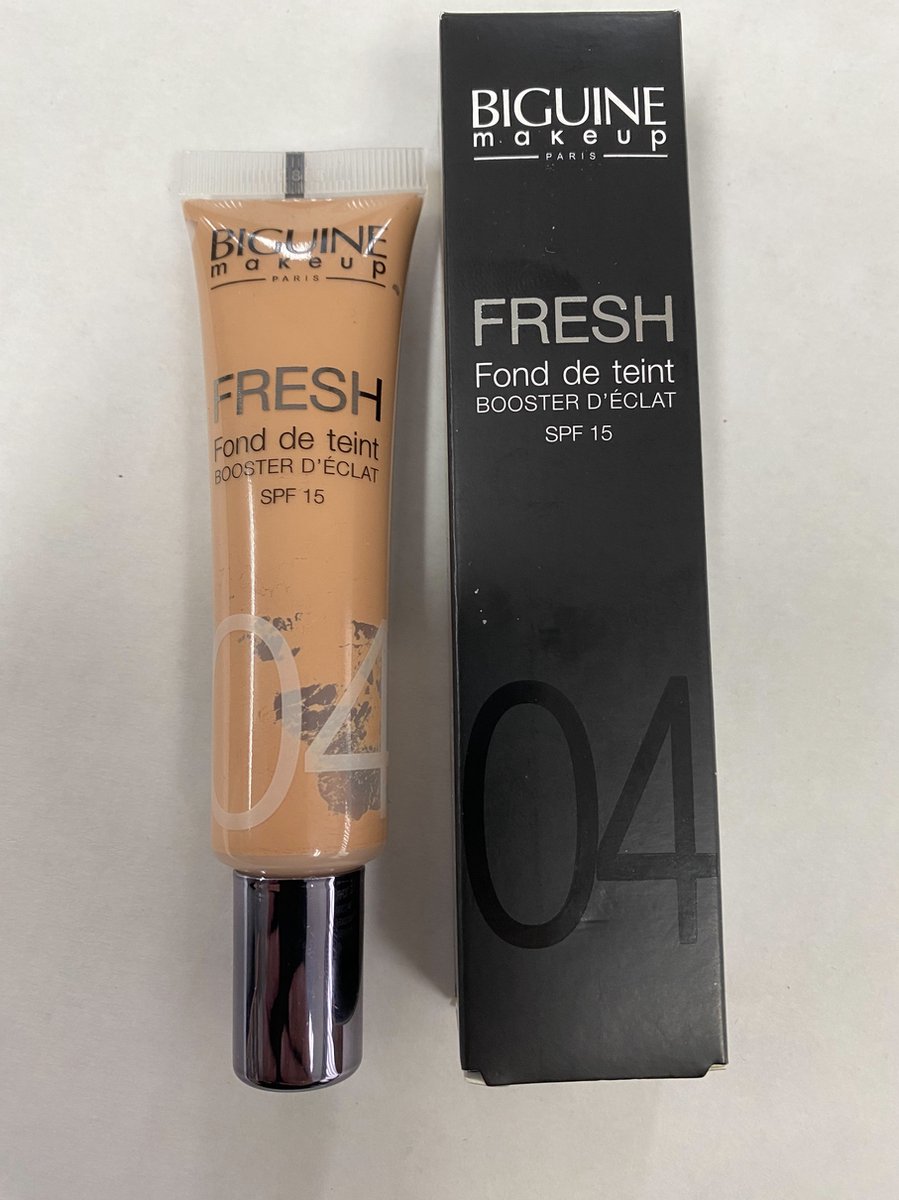 BIGUINE
makeup
PARIS
FRESH
Fond de teint
BOOSTER D'ÉCLAT
SPF 15
04
BIGUINE
makeup
PARIS
FRESH
Fond de teint
BOOSTER D'ÉCLAT
SPF 15
04